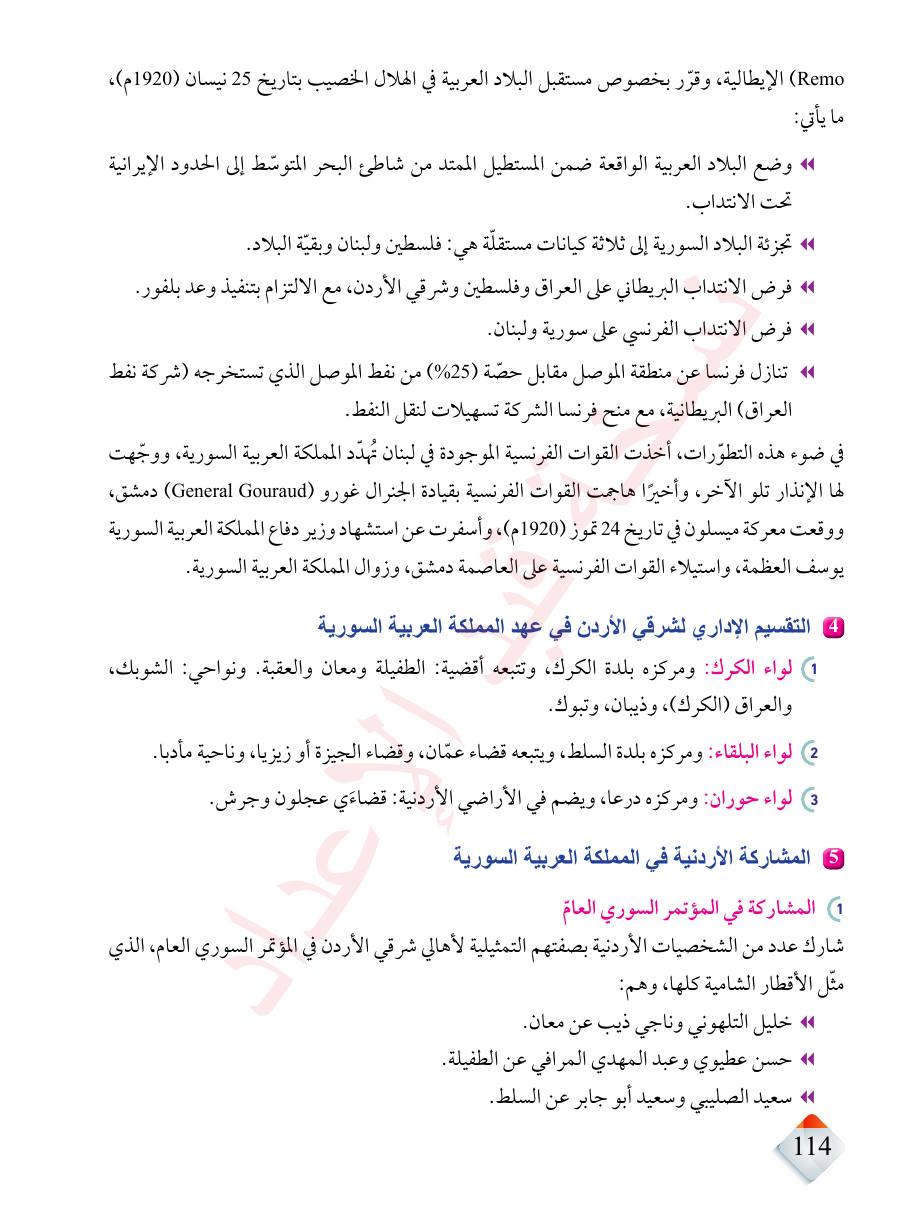 Remo) الإيطالية، وقرّر بخصوص مستقبل البلاد العربية في الهلال الخصيب بتاريخ 25 نيسان (1920م)،
ما يأتي:
وضع البلاد العربية الواقعة ضمن المستطيل الممتد من شاطئ البحر المتوسّط إلى الحدود الإيرانية
تحت الانتداب.
تجزئة البلاد السورية إلى ثلاثة كيانات مستقلّة هي: فلسطين ولبنان وبقيّة البلاد.
فرض الانتداب البريطاني على العراق وفلسطين وشرقي الأردن، مع الالتزام بتنفيذ وعد بلفور.
فرض الانتداب الفرنسي على سورية ولبنان.
تنازل فرنسا عن منطقة الموصل مقابل حصّة (25%) من نفط الموصل الذي تستخرجه (شركة نفط
العراق) البريطانية، مع منح فرنسا الشركة تسهيلات لنقل النفط.
في ضوء هذه التطوّرات، أخذت القوات الفرنسية الموجودة في لبنان تُهدّد المملكة العربية السورية، ووجّهت
لها الإنذار تلو الآخر، وأخيرًا هاجمت القوات الفرنسية بقيادة الجنرال غورو (General Gouraud) دمشق،
ووقعت معركة ميسلون في تاريخ 24 تموز (1920م)، وأسفرت عن استشهاد وزير دفاع المملكة العربية السورية
يوسف العظمة، واستيلاء القوات الفرنسية على العاصمة دمشق، وزوال المملكة العربية السورية.
4 التقسيم الإداري لشرقي الأردن في عهد المملكة العربية السورية
1 لواء الكرك: ومركزه بلدة الكرك، وتتبعه أقضية: الطفيلة ومعان والعقبة. ونواحي: الشوبك،
والعراق (الكرك)، وذيبان، وتبوك.
2 لواء البلقاء: ومركزه بلدة السلط، ويتبعه قضاء عمّان، وقضاء الجيزة أو زيزيا، وناحية مأدبا.
3 لواء حوران: ومركزه درعا، ويضم في الأراضي الأردنية: قضاءَي عجلون وجرش.
5 المشاركة الأردنية في المملكة العربية السورية
1 المشاركة في المؤتمر السوري العامّ
شارك عدد من الشخصيات الأردنية بصفتهم التمثيلية لأهالي شرقي الأردن في المؤتمر السوري العام، الذي
مثّل الأقطار الشامية كلها، وهم:
خليل التلهوني وناجي ذيب عن معان.
حسن عطيوي وعبد المهدي المرافي عن الطفيلة.
سعيد الصليبي وسعيد أبو جابر عن السلط.
114
نسخة قيد الإعداد